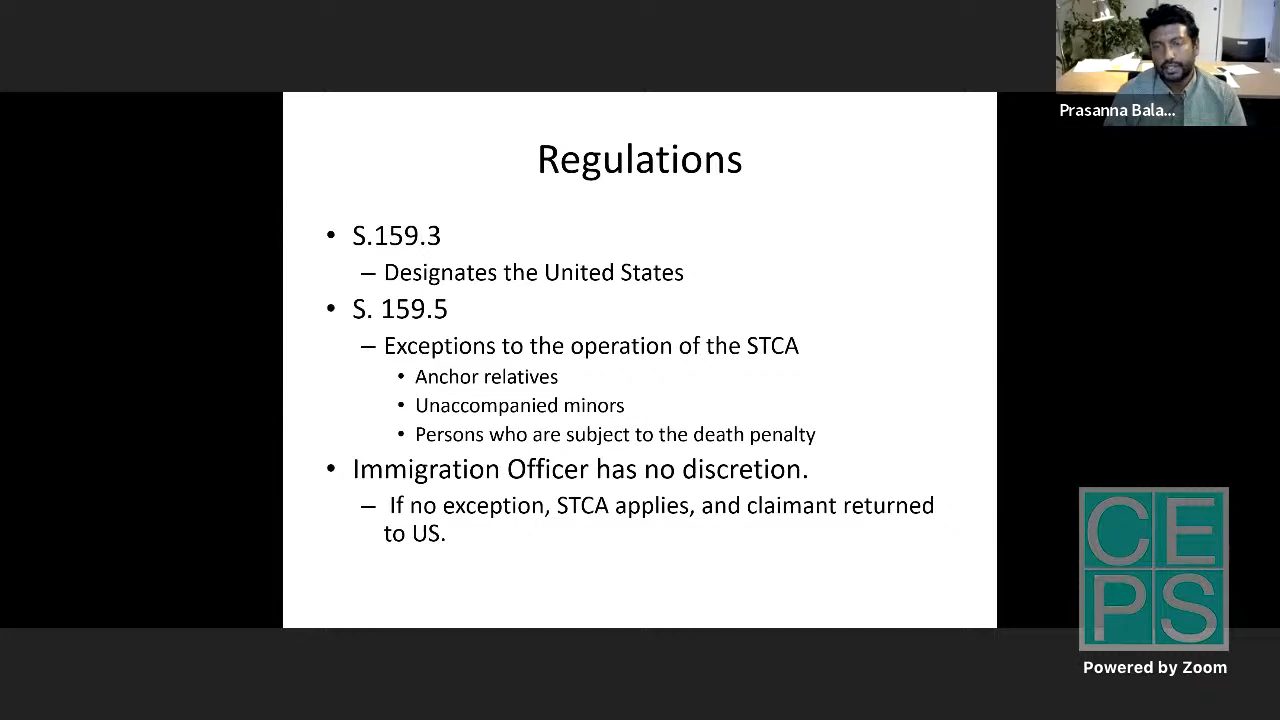 Prasanna Bala...
Regulations
• S.159.3
– Designates the United States
• S. 159.5
– Exceptions to the operation of the STCA
• Anchor relatives
• Unaccompanied minors
• Persons who are subject to the death penalty
• Immigration Officer has no discretion.
– If no exception, STCA applies, and claimant returned
to US.
CE
PS
Powered by Zoom